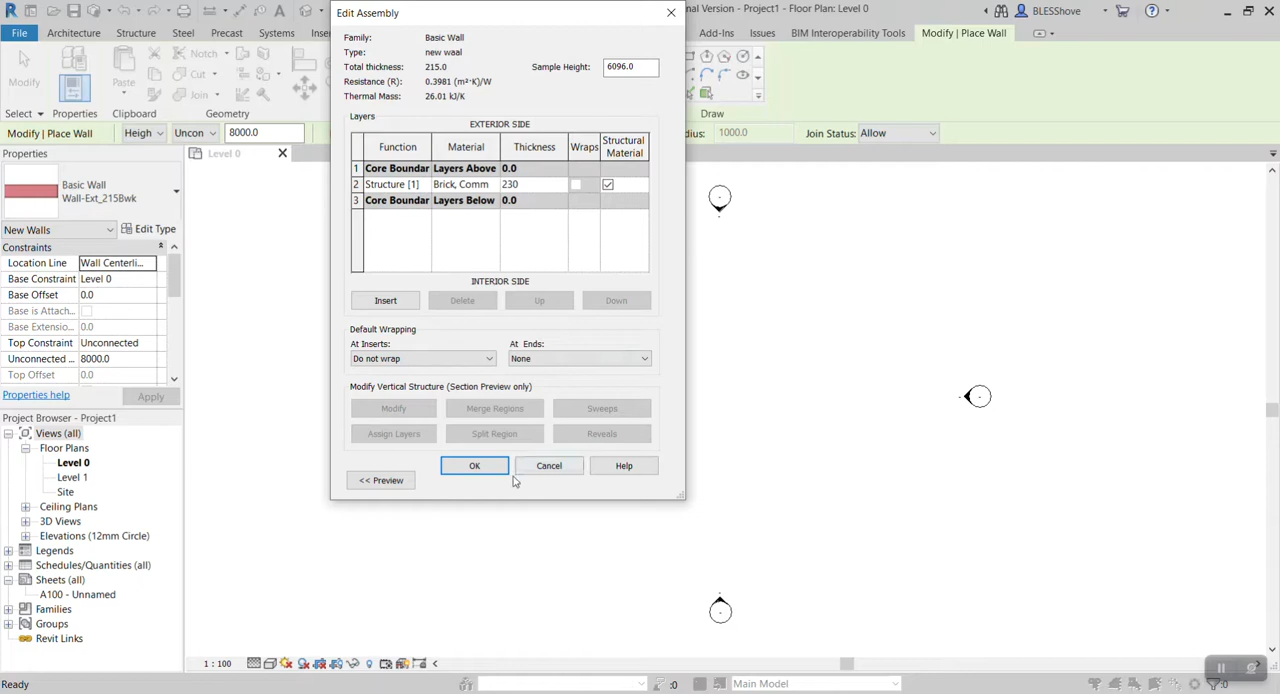 Edit Assembly
nal Version - Project1 - Floor Plan: Level 0
BLESShove
File
Architecture
Structure
Steel
Precast
Systems
Inser
Add-Ins
Issues
BIM Interoperability Tools
Modify | Place Wall
Modify
Paste
Notch
Cut
Join
Select
Properties
Clipboard
Geometry
Draw
Modify | Place Wall
Heigh
Uncon
8000.0
dius:
1000.0
Join Status:
Allow
Family:
Basic Wall
Type:
new waal
Total thickness:
215.0
Sample Height:
6096.0
Resistance (R):
0.3981 (m²·K)/W
Thermal Mass:
26.01 kJ/K
Layers
EXTERIOR SIDE
Function
Material
Thickness
Wraps
Structural Material
1
Core Boundar
Layers Above
0.0
2
Structure [1]
Brick, Comm
230
3
Core Boundar
Layers Below
0.0
INTERIOR SIDE
Insert
Delete
Up
Down
Default Wrapping
At Inserts:
At Ends:
Do not wrap
None
Modify Vertical Structure (Section Preview only)
Modify
Merge Regions
Sweeps
Assign Layers
Split Region
Reveals
OK
Cancel
Help
<< Preview
Level 0
Properties
Basic Wall
Wall-Ext_215Bwk
New Walls
Edit Type
Constraints
Location Line
Wall Centerli...
Base Constraint
Level 0
Base Offset
0.0
Base is Attach...
Base Extensio...
0.0
Top Constraint
Unconnected
Unconnected ...
8000.0
Top Offset
0.0
Properties help
Apply
Project Browser - Project1
Views (all)
Floor Plans
Level 0
Level 1
Site
Ceiling Plans
3D Views
Elevations (12mm Circle)
Legends
Schedules/Quantities (all)
Sheets (all)
A100 - Unnamed
Families
Groups
Revit Links
1 : 100
Ready
:0
Main Model
:0